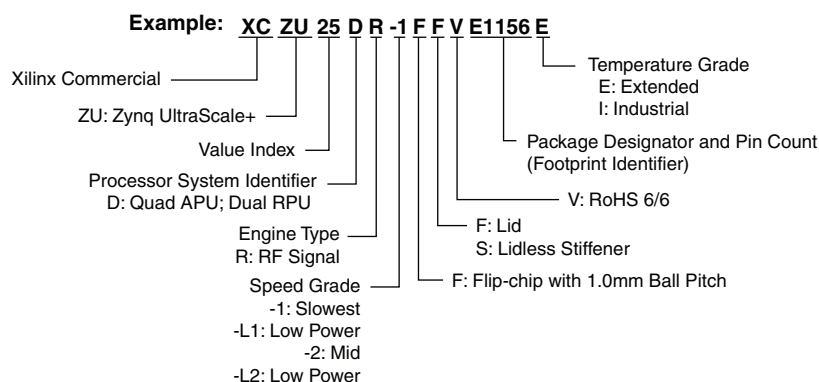 Example: XC ZU 25 D R -1 F F V E1156 E
Xilinx Commercial
ZU: Zynq UltraScale+
Value Index
Processor System Identifier
D: Quad APU; Dual RPU
Engine Type
R: RF Signal
Speed Grade
-1: Slowest
-L1: Low Power
-2: Mid
-L2: Low Power
Temperature Grade
E: Extended
I: Industrial
Package Designator and Pin Count
(Footprint Identifier)
V: RoHS 6/6
F: Lid
S: Lidless Stiffener
F: Flip-chip with 1.0mm Ball Pitch